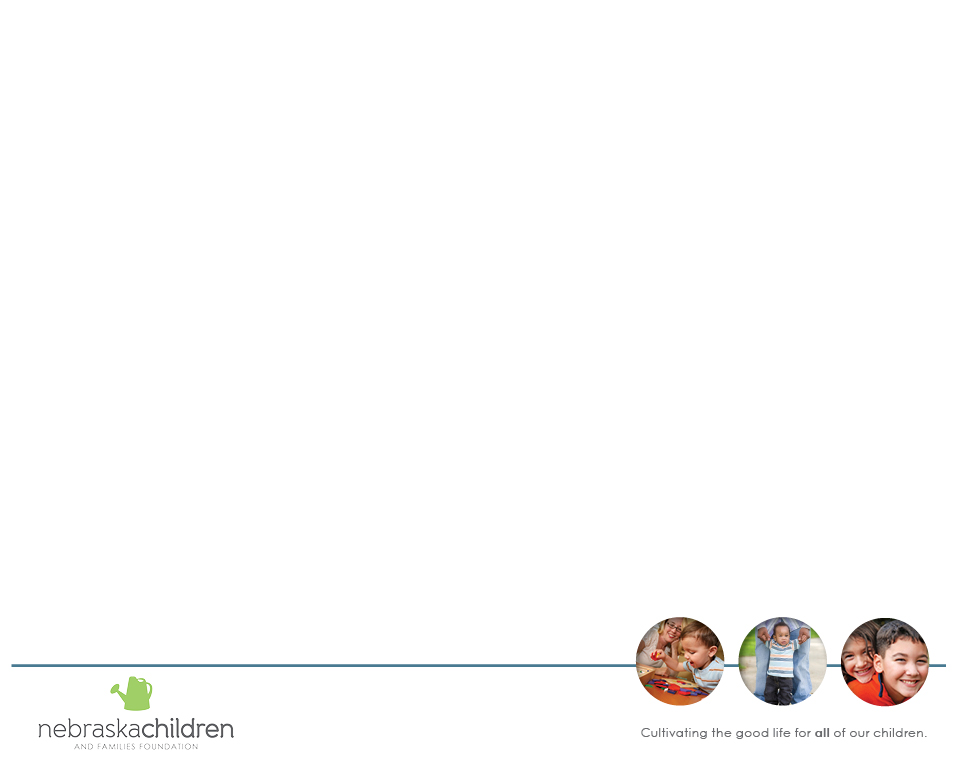 nebraskachildren
AND FAMILIES FOUNDATION
Cultivating the good life for all of our children.